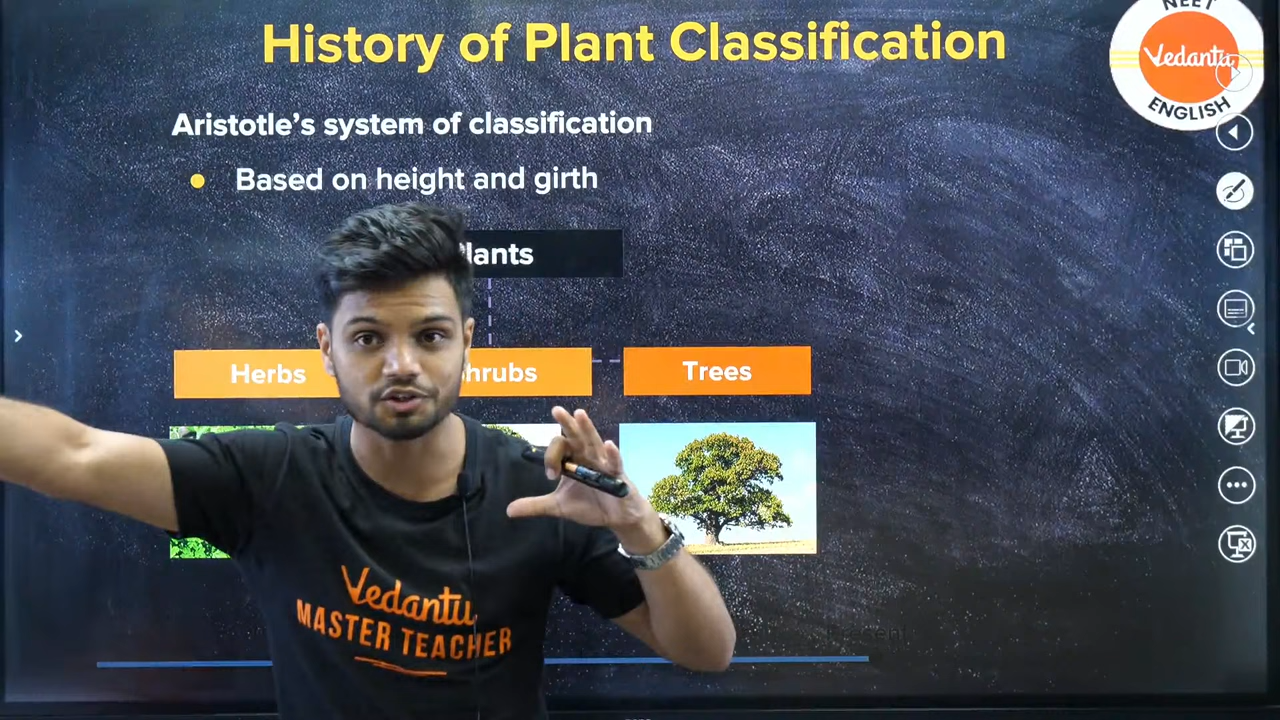 History of Plant Classification
NEET
Vedantu
ENGLISH
Aristotle's system of classification
• Based on height and girth
lants
Herbs
hrubs
Trees
Vedantu
MASTER TEACHER